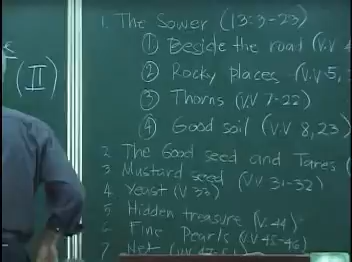 (II)
1. The Sower (13:3-23)
① Beside the road (v.v 4
② Rocky places (v.v 5,
③ Thorns (v.v 7-22)
④ Good soil (v.v 8,23)
2 The Good seed and Tares (
3 Mustard seed (v.v 31-32)
4 Yeast (v.33)
5 Hidden treasure (v.44)
6 Fine Pearls (v.v 45-46)
7 Net